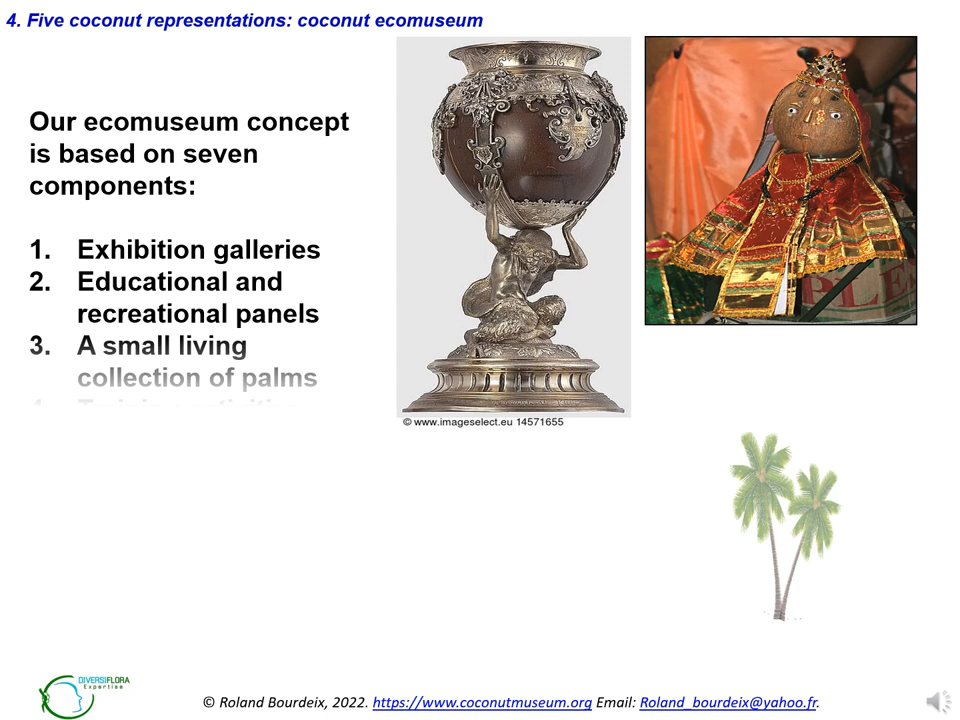 4. Five coconut representations: coconut ecomuseum
Our ecomuseum concept
is based on seven
components:
1. Exhibition galleries
2. Educational and
recreational panels
3. A small living
collection of palms
© www.imageselect.eu 14571655
DIVERSIFLORA
Expertise
© Roland Bourdeix, 2022. https://www.coconutmuseum.org Email: Roland_bourdeix@yahoo.fr.